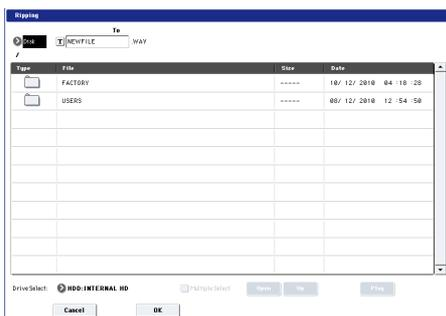 Ripping
To
Disk T NEWFILE .WAV
/
Type File Size Date
FACTORY ----- 10/ 12/ 2010 04 :18 :28
USERS ----- 08/ 12/ 2010 12 :54 :50
Drive Select: HDD:INTERNAL HD Multiple Select Open Up Play
Cancel OK